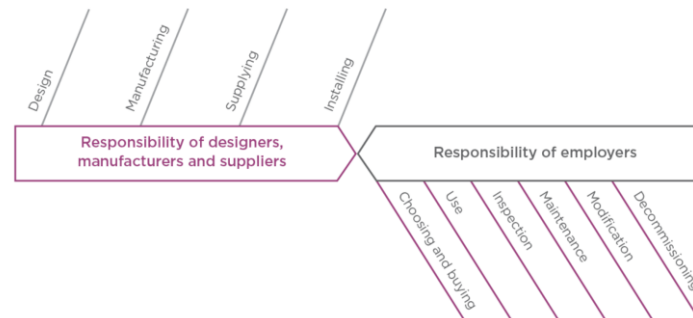 Design
Manufacturing
Supplying
Installing
Responsibility of designers,
manufacturers and suppliers
Responsibility of employers
Choosing and buying
Use
Inspection
Maintenance
Modification
Decommissioning